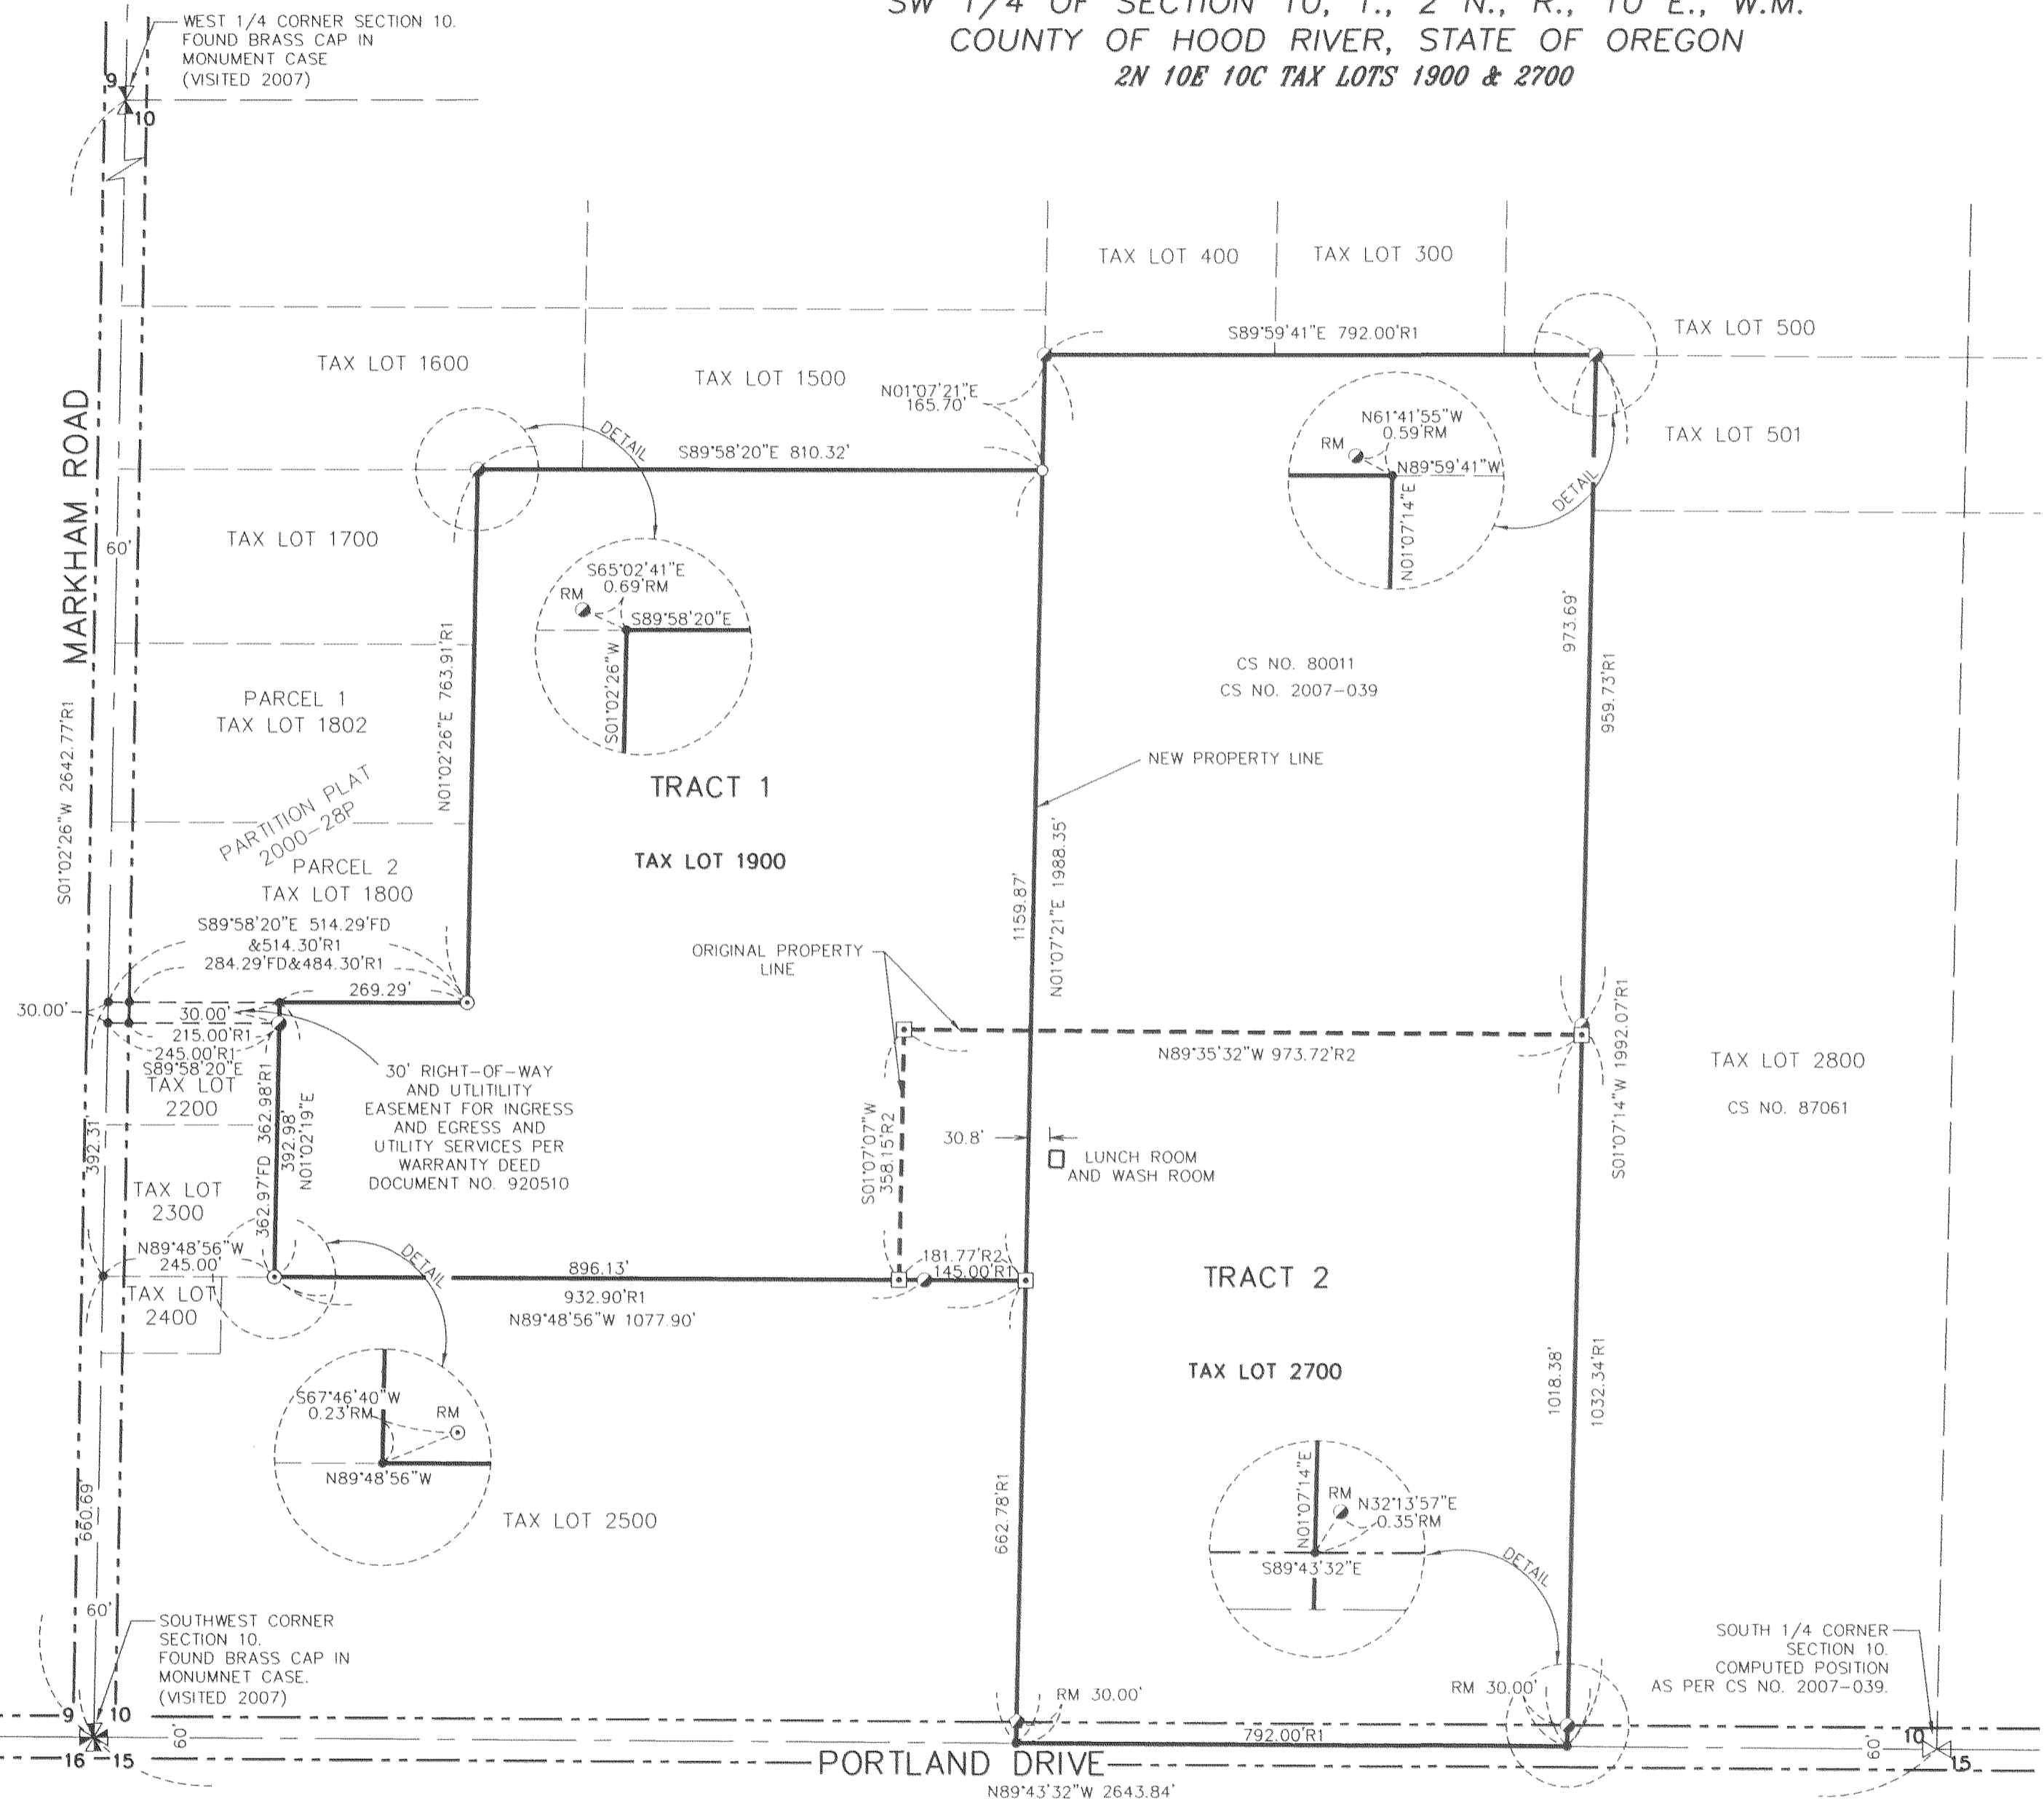 SW 1/4 OF SECTION 10, T., 2 N., R., 10 E., W.M.
COUNTY OF HOOD RIVER, STATE OF OREGON
2N 10E 10C TAX LOTS 1900 & 2700
WEST 1/4 CORNER SECTION 10.
FOUND BRASS CAP IN
MONUMENT CASE
(VISITED 2007)
9
10
TAX LOT 400
TAX LOT 300
TAX LOT 500
S89°59'41"E 792.00'R1
TAX LOT 1600
TAX LOT 1500
N01°07'21"E
165.70'
TAX LOT 501
DETAIL
S89°58'20"E 810.32'
N61°41'55"W
0.59'RM
RM
N89°59'41"W
N01°07'14"E
DETAIL
MARKHAM ROAD
60'
TAX LOT 1700
S65°02'41"E
0.69'RM
RM
S89°58'20"E
S01°02'26"W
973.69'
959.73'R1
N01°02'26"E 763.91'R1
CS NO. 80011
CS NO. 2007-039
PARCEL 1
TAX LOT 1802
S01°02'26"W 2642.77'R1
NEW PROPERTY LINE
TRACT 1
PARTITION PLAT
2000-28P
TAX LOT 1900
PARCEL 2
TAX LOT 1800
1159.87'
N01°07'21"E 1988.35'
S89°58'20"E 514.29'FD
&514.30'R1
284.29'FD&484.30'R1
ORIGINAL PROPERTY
LINE
269.29'
30.00'
30.00'
215.00'R1
245.00'R1
S89°58'20"E
TAX LOT
2200
N89°35'32"W 973.72'R2
TAX LOT 2800
CS NO. 87061
S01°07'14"W 1992.07'R1
30' RIGHT-OF-WAY
AND UTLITILITY
EASEMENT FOR INGRESS
AND EGRESS AND
UTILITY SERVICES PER
WARRANTY DEED
DOCUMENT NO. 920510
362.97'FD 362.98'R1
392.98'
N01°02'19"E
392.31'
S01°07'07"W
358.15'R2
30.8'
LUNCH ROOM
AND WASH ROOM
TAX LOT
2300
N89°48'56"W
245.00'
DETAIL
TAX LOT
2400
896.13'
932.90'R1
N89°48'56"W 1077.90'
181.77'R2
145.00'R1
TRACT 2
TAX LOT 2700
1018.38'
1032.34'R1
S67°46'40"W
0.23'RM
RM
N89°48'56"W
TAX LOT 2500
660.69'
662.78'R1
N01°07'14"E
RM
N32°13'57"E
0.35'RM
S89°43'32"E
DETAIL
60'
SOUTHWEST CORNER
SECTION 10.
FOUND BRASS CAP IN
MONUMNET CASE.
(VISITED 2007)
SOUTH 1/4 CORNER
SECTION 10.
COMPUTED POSITION
AS PER CS NO. 2007-039.
RM 30.00'
RM 30.00'
9
10
16
15
60'
792.00'R1
60'
10
15
PORTLAND DRIVE
N89°43'32"W 2643.84'